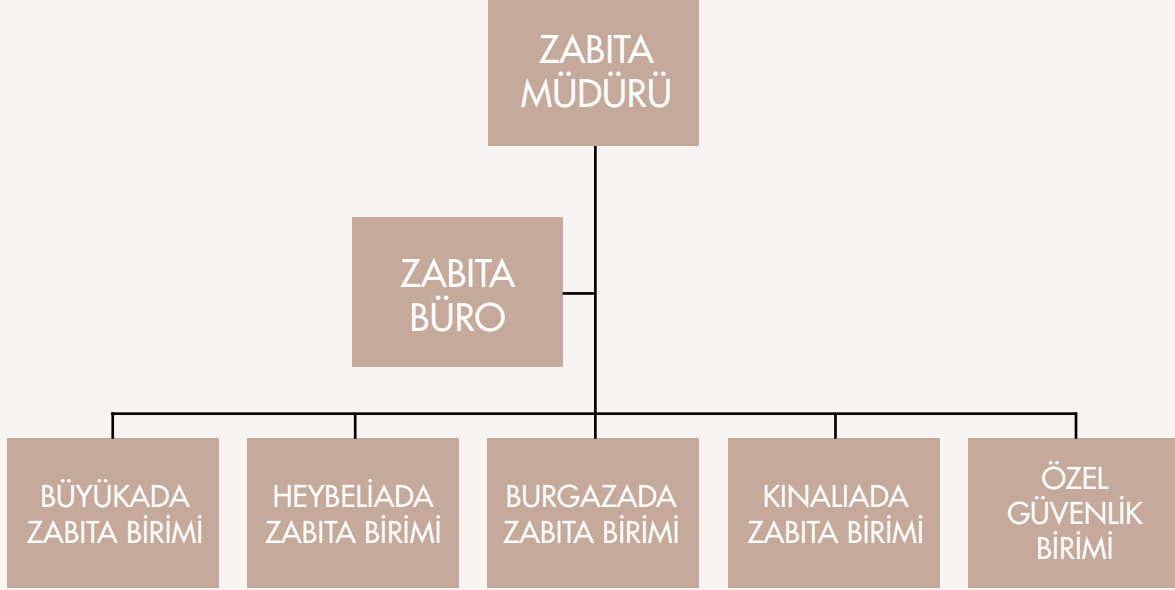 ZABITA
MÜDÜRÜ
ZABITA
BÜRO
BÜYÜKADA
ZABITA BİRİMİ
HEYBELİADA
ZABITA BİRİMİ
BURGAZADA
ZABITA BİRİMİ
KINALIADA
ZABITA BİRİMİ
ÖZEL
GÜVENLİK
BİRİMİ